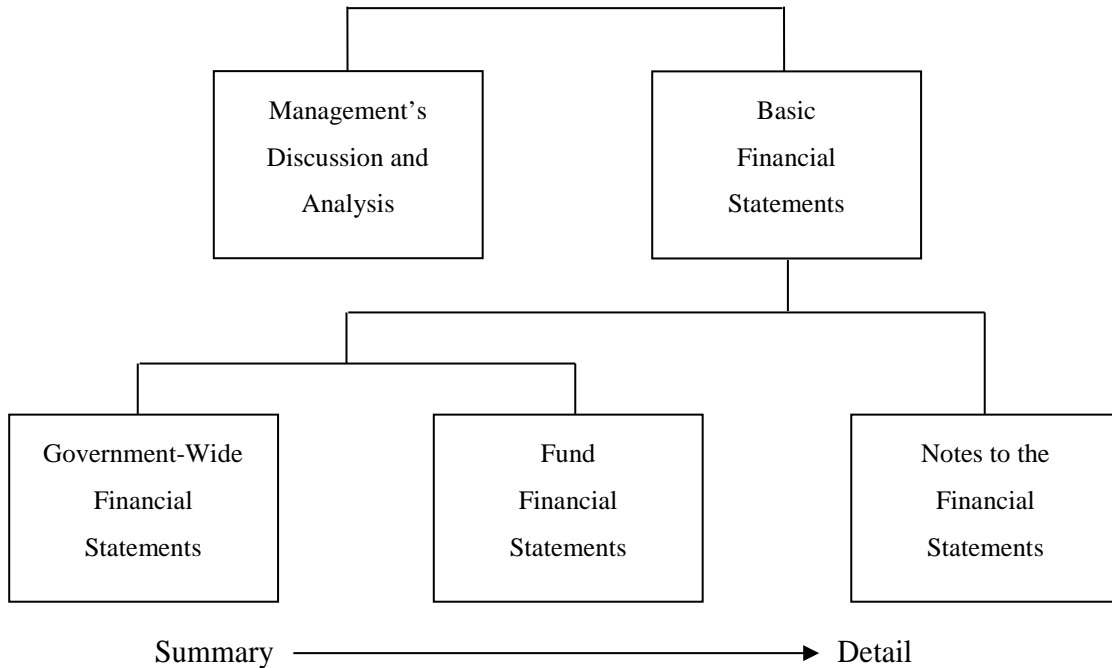 Management’s
Discussion and
Analysis
Basic
Financial
Statements
Government-Wide
Financial
Statements
Fund
Financial
Statements
Notes to the
Financial
Statements
Summary
Detail